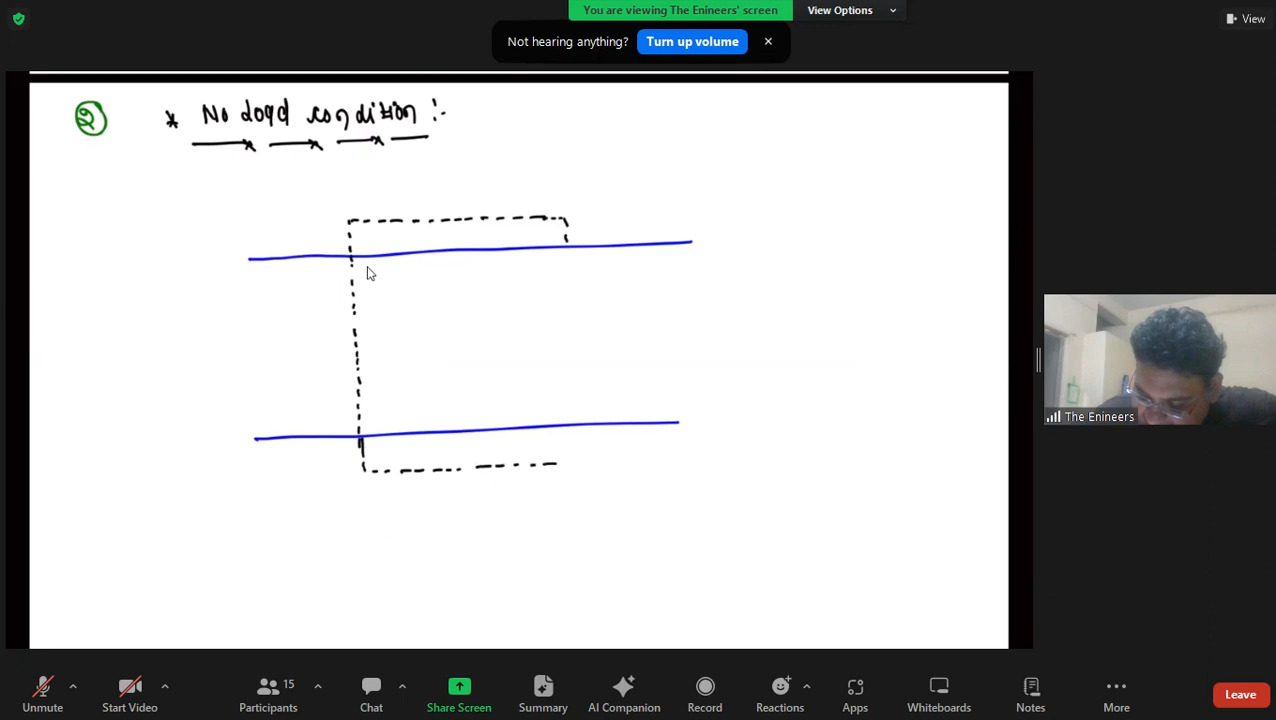 You are viewing The Enineers' screen
View Options
View
Not hearing anything?
Turn up volume
2 * No Load condition :-
The Enineers
Unmute
Start Video
15
Participants
Chat
Share Screen
Summary
AI Companion
Record
Reactions
Apps
Whiteboards
Notes
More
Leave